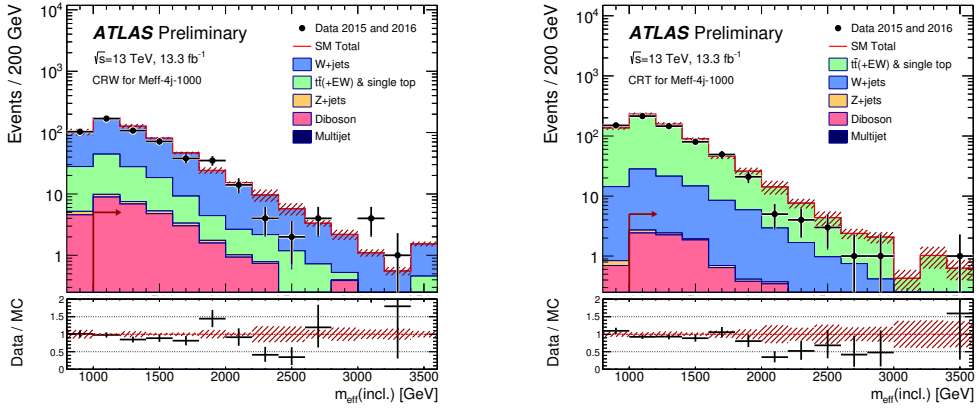 ATLAS Preliminary
√s=13 TeV, 13.3 fb⁻¹
CRW for Meff-4j-1000
Data 2015 and 2016
SM Total
W+jets
tt̄(+EW) & single top
Z+jets
Diboson
Multijet
Events / 200 GeV
10⁴
10³
10²
10
1
Data / MC
2
1.5
1
0.5
0
1000 1500 2000 2500 3000 3500
m_eff(incl.) [GeV]
ATLAS Preliminary
√s=13 TeV, 13.3 fb⁻¹
CRT for Meff-4j-1000
Data 2015 and 2016
SM Total
tt̄(+EW) & single top
W+jets
Z+jets
Diboson
Multijet
Events / 200 GeV
10⁴
10³
10²
10
1
Data / MC
2
1.5
1
0.5
0
1000 1500 2000 2500 3000 3500
m_eff(incl.) [GeV]